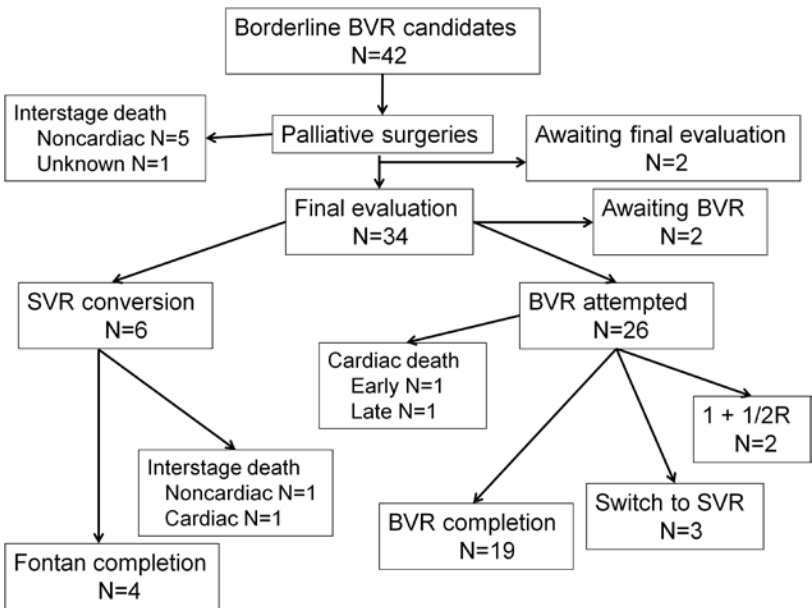 Borderline BVR candidates
N=42
Interstage death
Noncardiac N=5
Unknown N=1
Palliative surgeries
Awaiting final evaluation
N=2
Final evaluation
N=34
Awaiting BVR
N=2
SVR conversion
N=6
BVR attempted
N=26
Cardiac death
Early N=1
Late N=1
1 + 1/2R
N=2
Interstage death
Noncardiac N=1
Cardiac N=1
BVR completion
N=19
Switch to SVR
N=3
Fontan completion
N=4